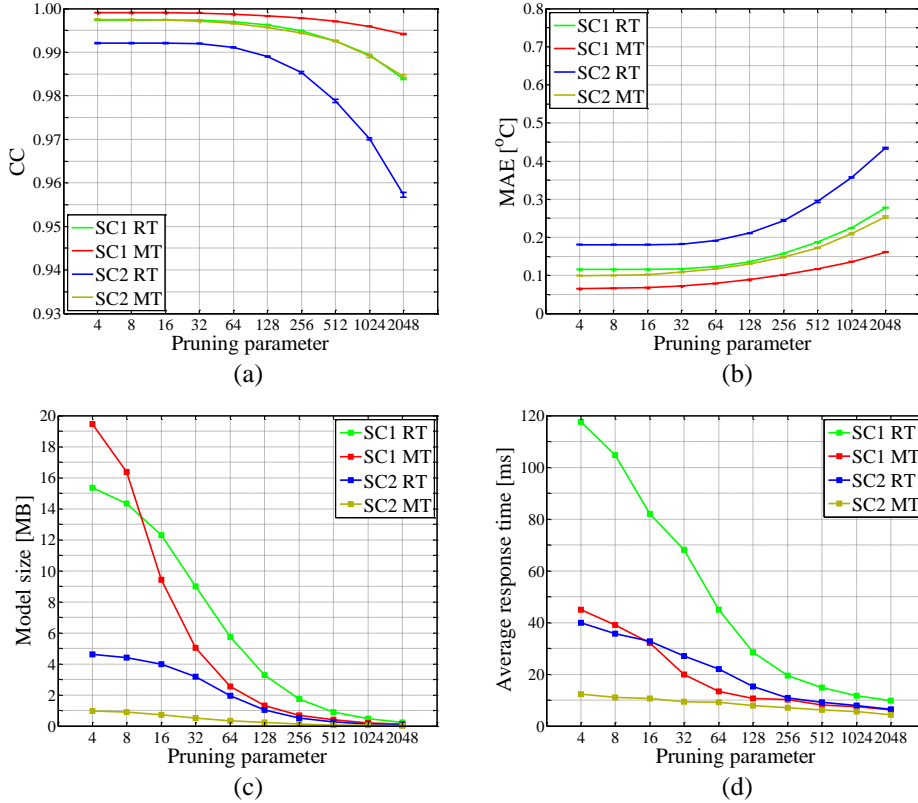 1
0.99
0.98
0.97
0.96
0.95
0.94
0.93
CC
SC1 RT
SC1 MT
SC2 RT
SC2 MT
4 8 16 32 64 128 256 512 1024 2048
Pruning parameter
(a)
0.8
0.7
0.6
0.5
0.4
0.3
0.2
0.1
0
MAE [°C]
SC1 RT
SC1 MT
SC2 RT
SC2 MT
4 8 16 32 64 128 256 512 1024 2048
Pruning parameter
(b)
20
18
16
14
12
10
8
6
4
2
0
Model size [MB]
SC1 RT
SC1 MT
SC2 RT
SC2 MT
4 8 16 32 64 128 256 512 1024 2048
Pruning parameter
(c)
120
100
80
60
40
20
0
Average response time [ms]
SC1 RT
SC1 MT
SC2 RT
SC2 MT
4 8 16 32 64 128 256 512 1024 2048
Pruning parameter
(d)